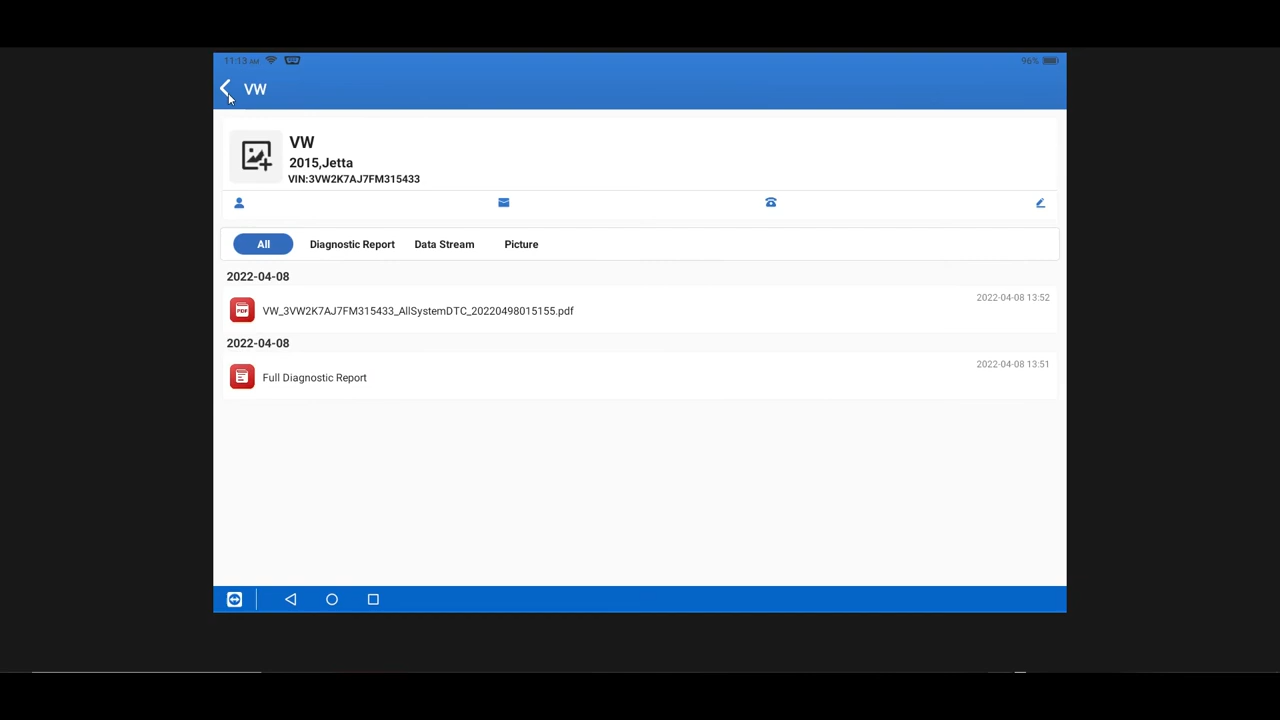 11:13 AM
96%
VW
VW
2015,Jetta
VIN:3VW2K7AJ7FM315433
All Diagnostic Report Data Stream Picture
2022-04-08
2022-04-08 13:52
PDF VW_3VW2K7AJ7FM315433_AllSystemDTC_20220498015155.pdf
2022-04-08
2022-04-08 13:51
Full Diagnostic Report